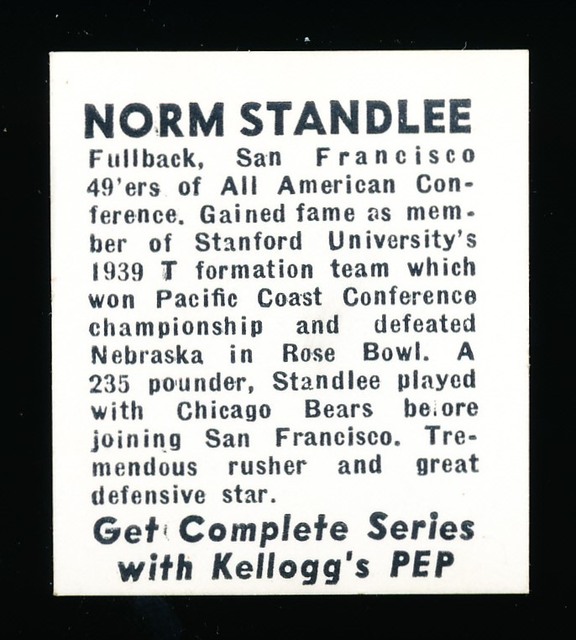 NORM STANDLEE
Fullback, San Francisco
49'ers of All American Con-
ference. Gained fame as mem-
ber of Stanford University's
1939 T formation team which
won Pacific Coast Conference
championship and defeated
Nebraska in Rose Bowl. A
235 pounder, Standlee played
with Chicago Bears before
joining San Francisco. Tre-
mendous rusher and great
defensive star.
Get Complete Series
with Kellogg's PEP